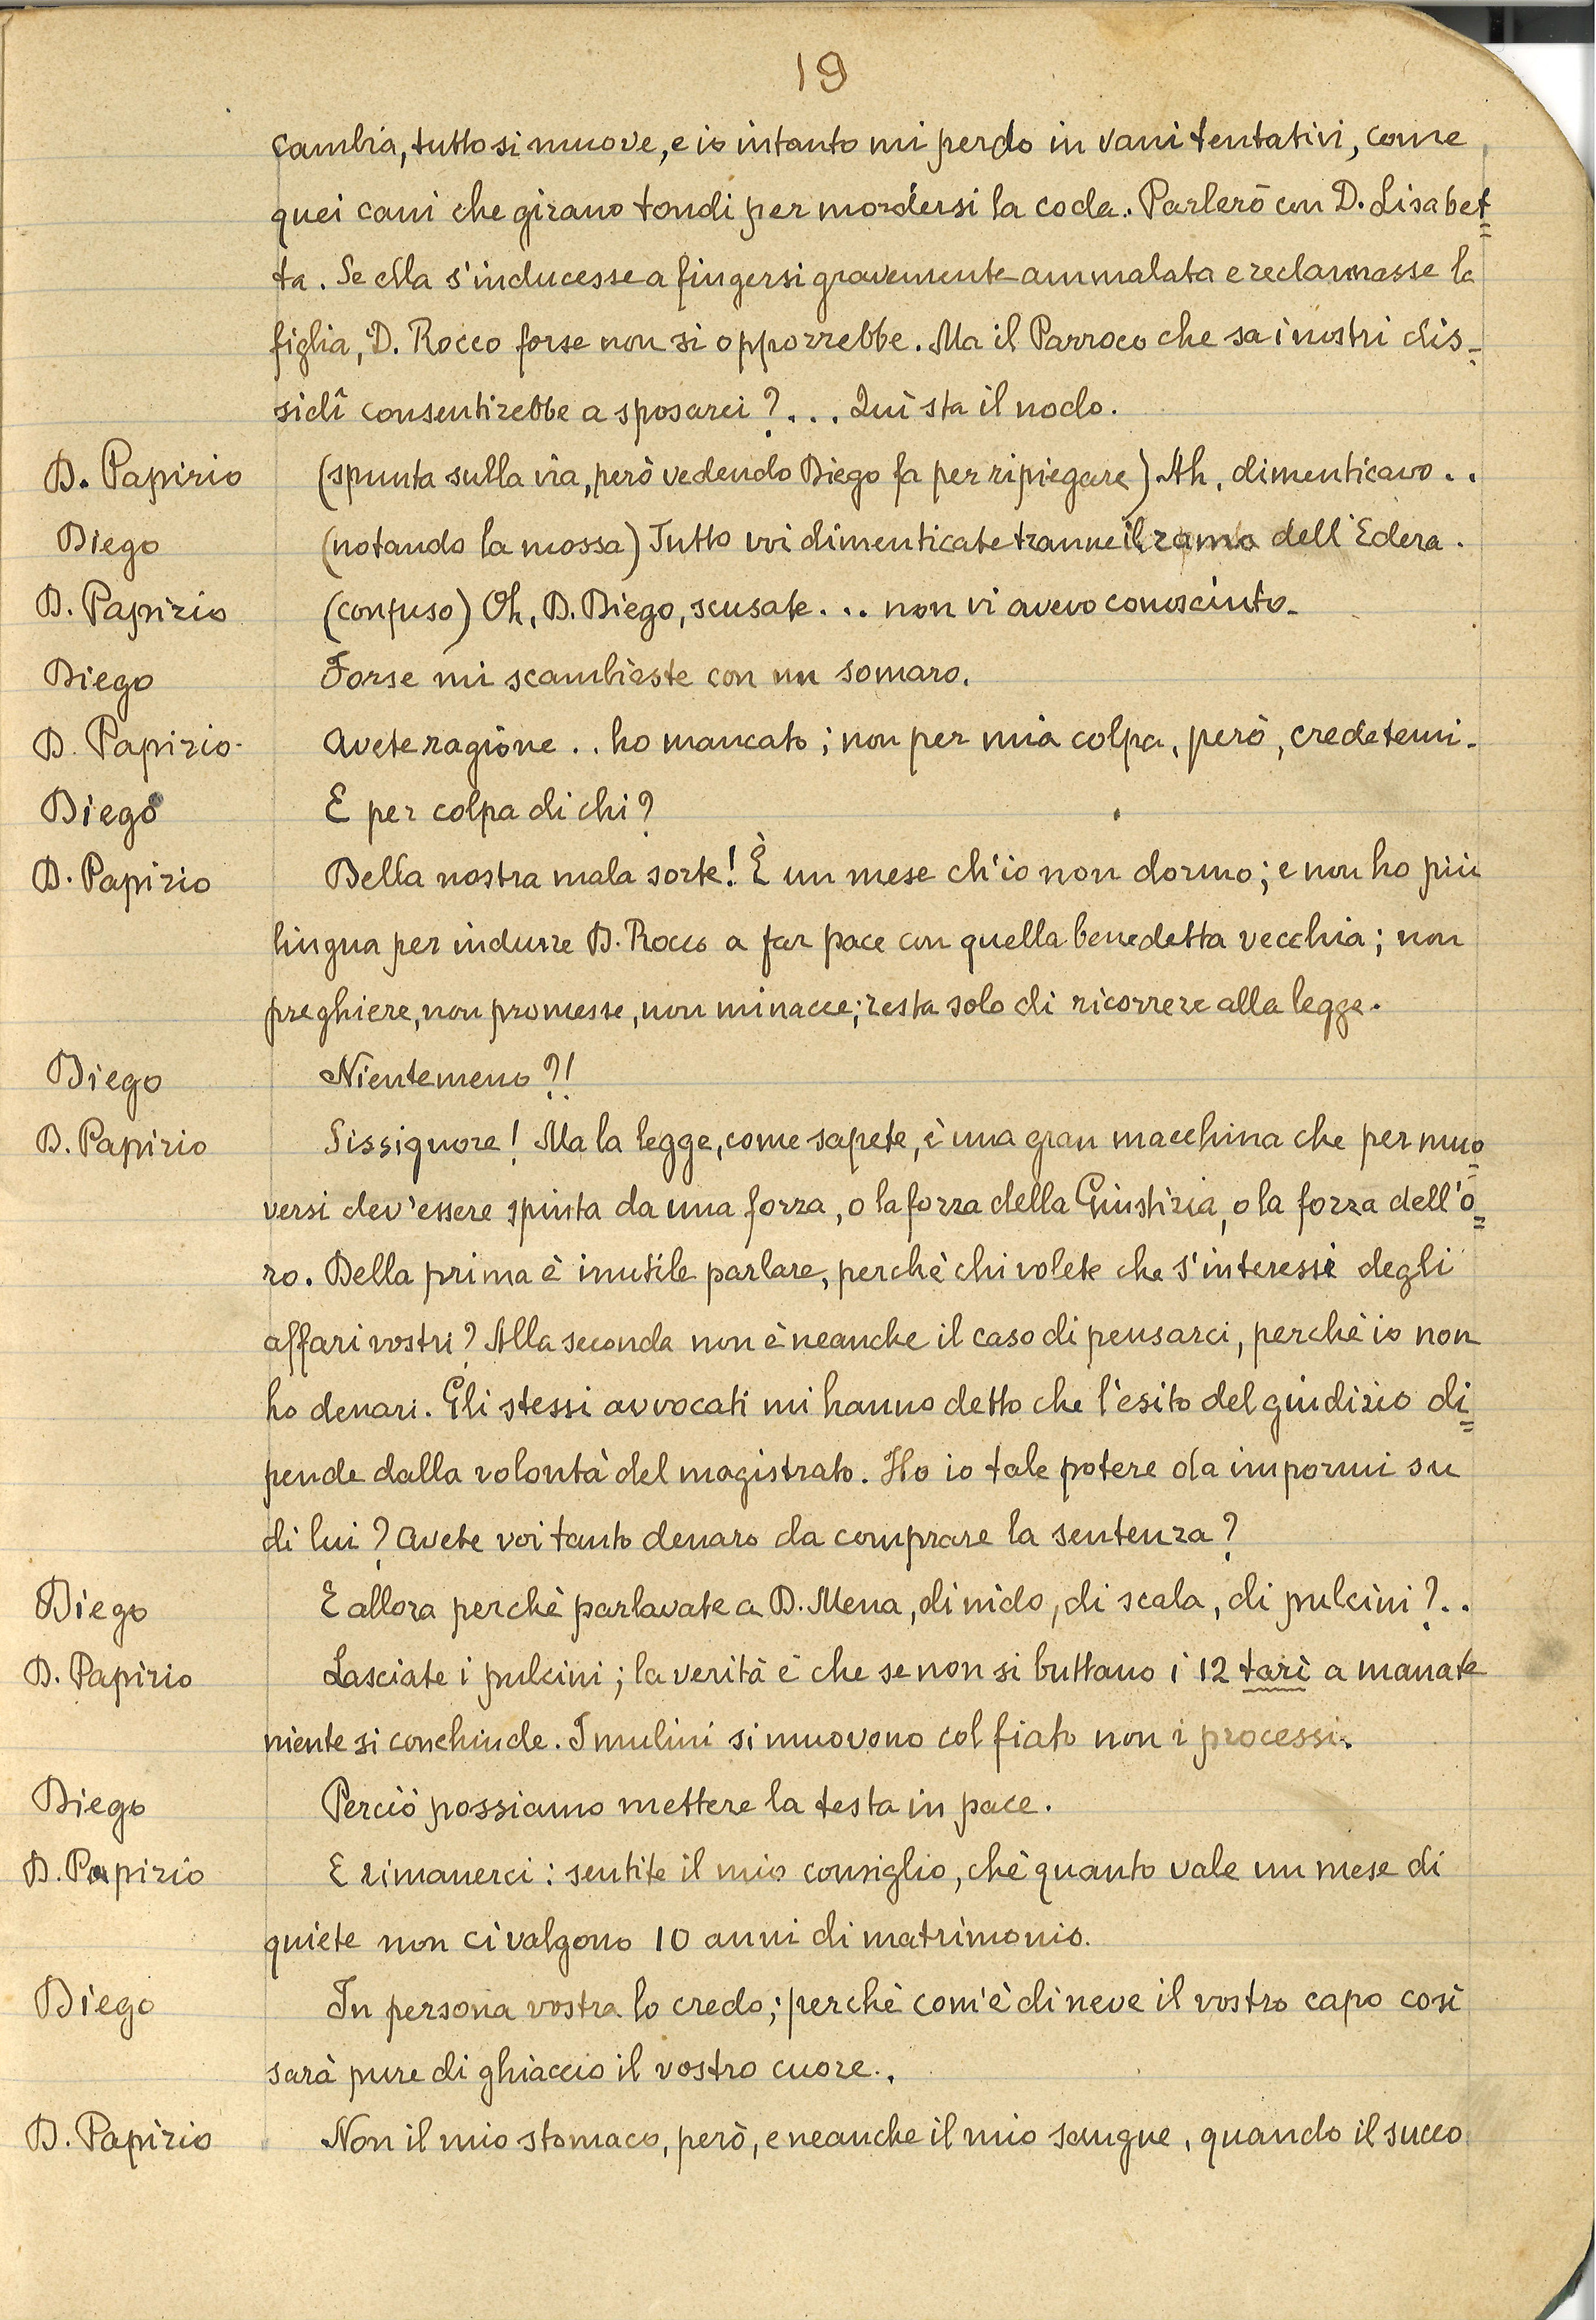 19
cambia, tutto si muove, e io intanto mi perdo in vani tentativi, come
quei cani che girano tondi per mordersi la coda. Parlerò con D. Lisabet=
ta. Se ella s'inducesse a fingersi gravemente ammalata e reclamasse la
figlia, D. Rocco forse non si opporrebbe. Ma il Parroco che sa i nostri dis=
sidî consentirebbe a sposarci?... Quì sta il nodo.
D. Papirio (spunta sulla via, però vedendo Diego fa per ripiegare) Ah, dimenticavo..
Diego (notando la mossa) Tutto voi dimenticate tranne il ramo dell'Edera.
D. Papirio (confuso) Oh, D. Diego, scusate... non vi avevo conosciuto.
Diego Forse mi scambiaste con un somaro.
D. Papirio. Avete ragione.. ho mancato; non per mia colpa, però, credetemi.
Diego E per colpa di chi?
D. Papirio Della nostra mala sorte! È un mese ch'io non dormo; e non ho più
lingua per indurre D. Rocco a far pace con quella benedetta vecchia; non
preghiere, non promesse, non minacce; resta solo di ricorrere alla legge.
Diego Nientemeno?!
D. Papirio Sissignore! Ma la legge, come sapete, è una gran macchina che per muo=
versi dev'essere spinta da una forza, o la forza della Giustizia, o la forza dell'o=
ro. Della prima è inutile parlare, perchè chi volete che s'interessi degli
affari vostri? Alla seconda non è neanche il caso di pensarci, perchè io non
ho denari. Gli stessi avvocati mi hanno detto che l'esito del giudizio di=
pende dalla volontà del magistrato. Ho io tale potere da impormi su
di lui? Avete voi tanto denaro da comprare la sentenza?
Diego E allora perchè parlavate a D. Mena, di nido, di scala, di pulcini?..
D. Papirio Lasciate i pulcini; la verità è che se non si buttano i 12 tarì a manate
niente si conchiude. I mulini si muovono col fiato non i processi.
Diego Perciò possiamo mettere la testa in pace.
D. Papirio E rimanerci: sentite il mio consiglio, chè quanto vale un mese di
quiete non ci valgono 10 anni di matrimonio.
Diego In persona vostra lo credo; perchè com'è di neve il vostro capo così
sarà pure di ghiaccio il vostro cuore..
D. Papirio Non il mio stomaco, però, e neanche il mio sangue, quando il succo